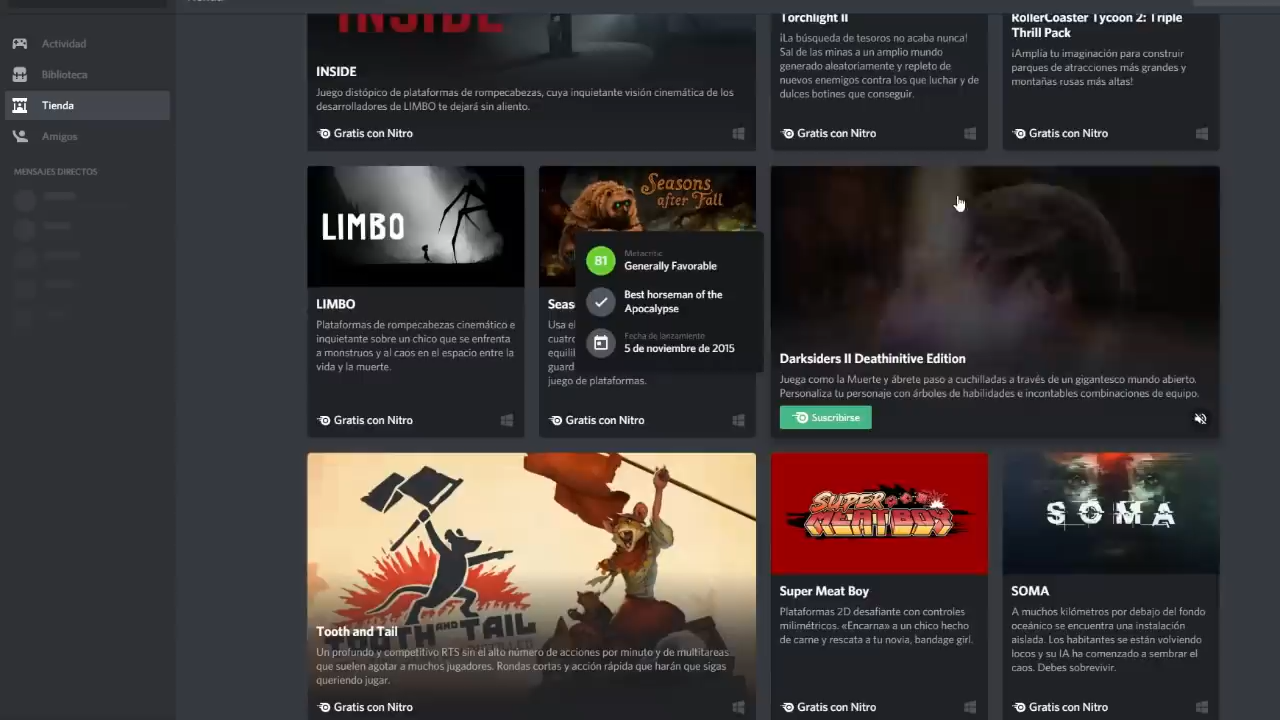 Actividad
Biblioteca
Tienda
Amigos
MENSAJES DIRECTOS
INSIDE
INSIDE
Juego distópico de plataformas de rompecabezas, cuya inquietante visión cinemática de los
desarrolladores de LIMBO te dejará sin aliento.
Gratis con Nitro
Torchlight II
¡La búsqueda de tesoros no acaba nunca!
Sal de las minas a un amplio mundo
generado aleatoriamente y repleto de
nuevos enemigos contra los que luchar y de
dulces botines que conseguir.
Gratis con Nitro
RollerCoaster Tycoon 2: Triple
Thrill Pack
¡Amplía tu imaginación para construir
parques de atracciones más grandes y
montañas rusas más altas!
Gratis con Nitro
LIMBO
LIMBO
Plataformas de rompecabezas cinemático e
inquietante sobre un chico que se enfrenta
a monstruos y al caos en el espacio entre la
vida y la muerte.
Gratis con Nitro
Seasons
after Fall
Seas
Usa el
cuatro
equilib
guard
juego de plataformas.
Gratis con Nitro
81
Metacritic
Generally Favorable
Best horseman of the
Apocalypse
Fecha de lanzamiento
5 de noviembre de 2015
Darksiders II Deathinitive Edition
Juega como la Muerte y ábrete paso a cuchilladas a través de un gigantesco mundo abierto.
Personaliza tu personaje con árboles de habilidades e incontables combinaciones de equipo.
Suscribirse
TOOTH AND TAIL
Tooth and Tail
Un profundo y competitivo RTS sin el alto número de acciones por minuto y de multitareas
que suelen agotar a muchos jugadores. Rondas cortas y acción rápida que harán que sigas
queriendo jugar.
Gratis con Nitro
SUPER
MEAT BOY
Super Meat Boy
Plataformas 2D desafiante con controles
milimétricos. «Encarna» a un chico hecho
de carne y rescata a tu novia, bandage girl.
Gratis con Nitro
SOMA
SOMA
A muchos kilómetros por debajo del fondo
oceánico se encuentra una instalación
aislada. Los habitantes se están volviendo
locos y su IA ha comenzado a sembrar el
caos. Debes sobrevivir.
Gratis con Nitro